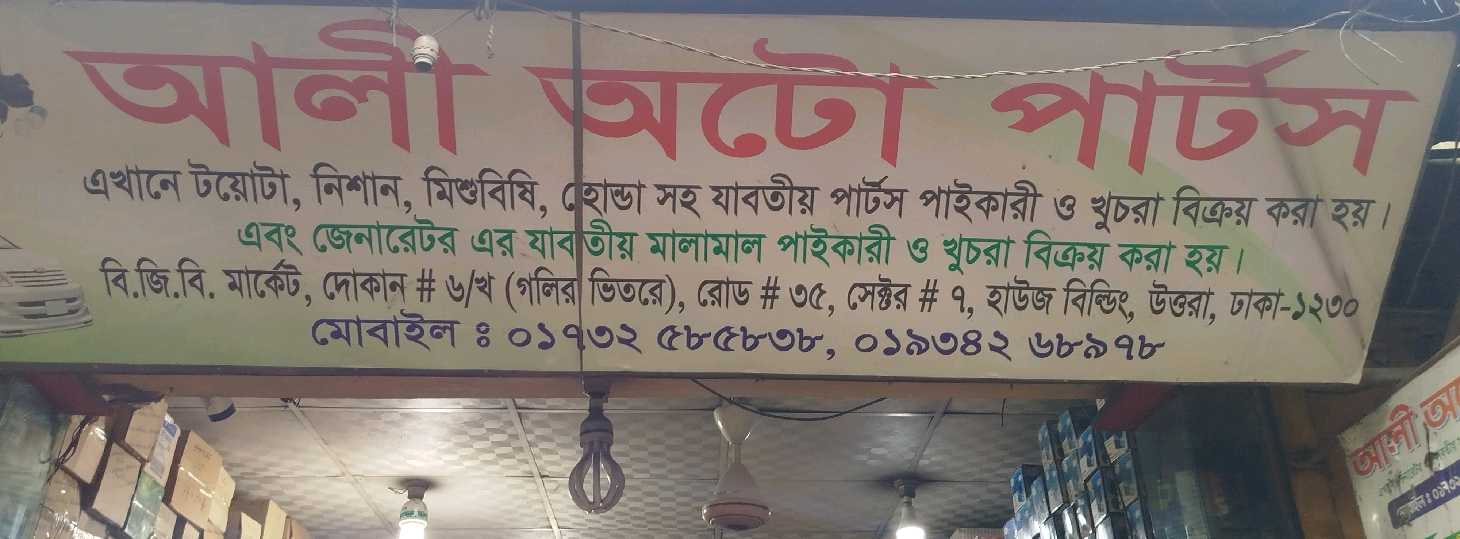 আলী অটো পার্টস
এখানে টয়োটা, নিশান, মিশুবিষি, হোন্ডা সহ যাবতীয় পার্টস পাইকারী ও খুচরা বিক্রয় করা হয়।
এবং জেনারেটর এর যাবতীয় মালামাল পাইকারী ও খুচরা বিক্রয় করা হয়।
বি.জি.বি. মার্কেট, দোকান # ৬/খ (গলির ভিতরে), রোড # ৩৫, সেক্টর # ৭, হাউজ বিল্ডিং, উত্তরা, ঢাকা-১২৩০
মোবাইল ঃ ০১৭৩২ ৫৮৫৮৩৮, ০১৯৩৪২ ৬৮৯৭৮
আলী